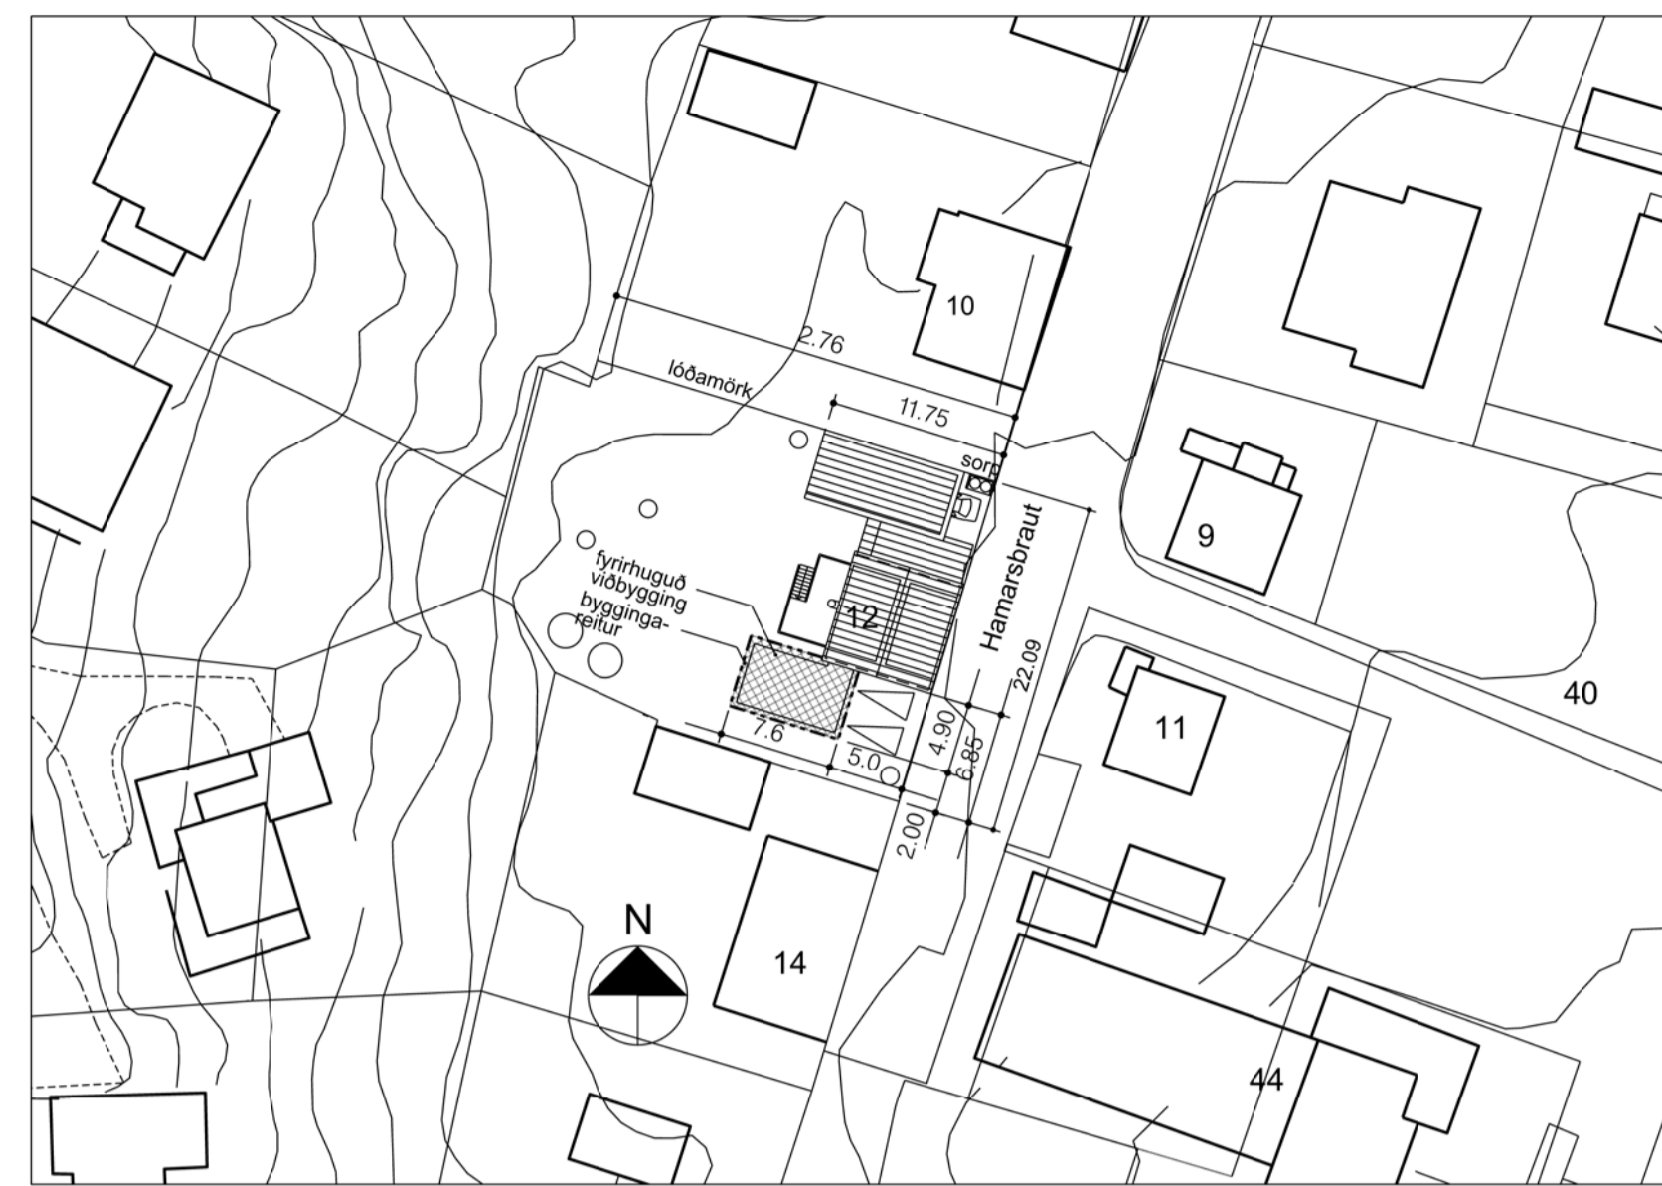 10
2.76
lóðamörk
11.75
sorp
9
Hamarsbraut
fyrirhuguð
viðbygging
bygginga-
reitur
12
22.09
40
11
7.6
5.0
4.90
6.85
2.00
N
14
44